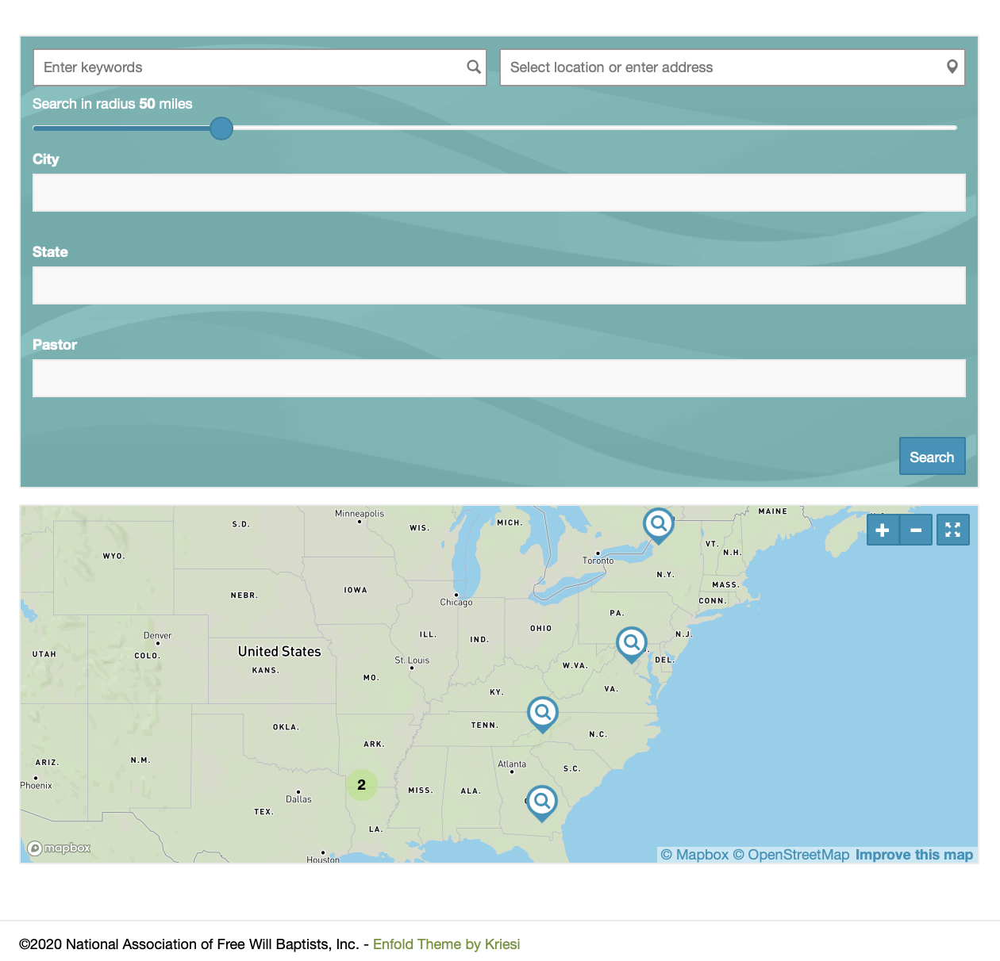 Enter keywords
Select location or enter address
Search in radius 50 miles
City
State
Pastor
Search
Minneapolis
MAINE
S.D.
WIS.
MICH.
VT.
N.H.
WYO.
Toronto
N.Y.
MASS.
NEBR.
IOWA
Chicago
CONN.
PA.
OHIO
Denver
ILL.
IND.
N.J.
UTAH
COLO.
United States
St. Louis
DEL.
KANS.
MO.
W.VA.
KY.
VA.
OKLA.
TENN.
N.C.
ARK.
ARIZ.
N.M.
Atlanta
S.C.
Phoenix
2
MISS.
ALA.
Dallas
TEX.
LA.
mapbox
Houston
© Mapbox © OpenStreetMap Improve this map
©2020 National Association of Free Will Baptists, Inc. - Enfold Theme by Kriesi